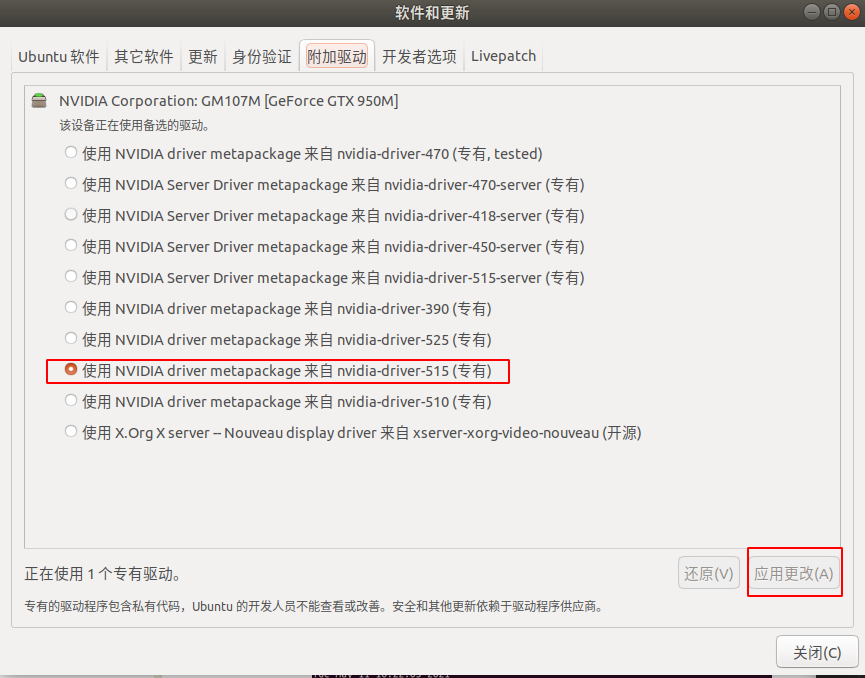 软件和更新
Ubuntu 软件 其它软件 更新 身份验证 附加驱动 开发者选项 Livepatch
NVIDIA Corporation: GM107M [GeForce GTX 950M]
该设备正在使用备选的驱动。
使用 NVIDIA driver metapackage 来自 nvidia-driver-470 (专有, tested)
使用 NVIDIA Server Driver metapackage 来自 nvidia-driver-470-server (专有)
使用 NVIDIA Server Driver metapackage 来自 nvidia-driver-418-server (专有)
使用 NVIDIA Server Driver metapackage 来自 nvidia-driver-450-server (专有)
使用 NVIDIA Server Driver metapackage 来自 nvidia-driver-515-server (专有)
使用 NVIDIA driver metapackage 来自 nvidia-driver-390 (专有)
使用 NVIDIA driver metapackage 来自 nvidia-driver-525 (专有)
使用 NVIDIA driver metapackage 来自 nvidia-driver-515 (专有)
使用 NVIDIA driver metapackage 来自 nvidia-driver-510 (专有)
使用 X.Org X server -- Nouveau display driver 来自 xserver-xorg-video-nouveau (开源)
正在使用 1 个专有驱动。
还原(V) 应用更改(A)
专有的驱动程序包含私有代码，Ubuntu 的开发人员不能查看或改善。安全和其他更新依赖于驱动程序供应商。
关闭(C)